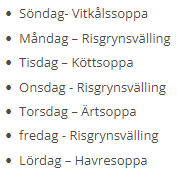 • Söndag- Vitkålssoppa
• Måndag – Risgrynsvälling
• Tisdag – Köttsoppa
• Onsdag - Risgrynsvälling
• Torsdag – Ärtsoppa
• fredag - Risgrynsvälling
• Lördag – Havresoppa